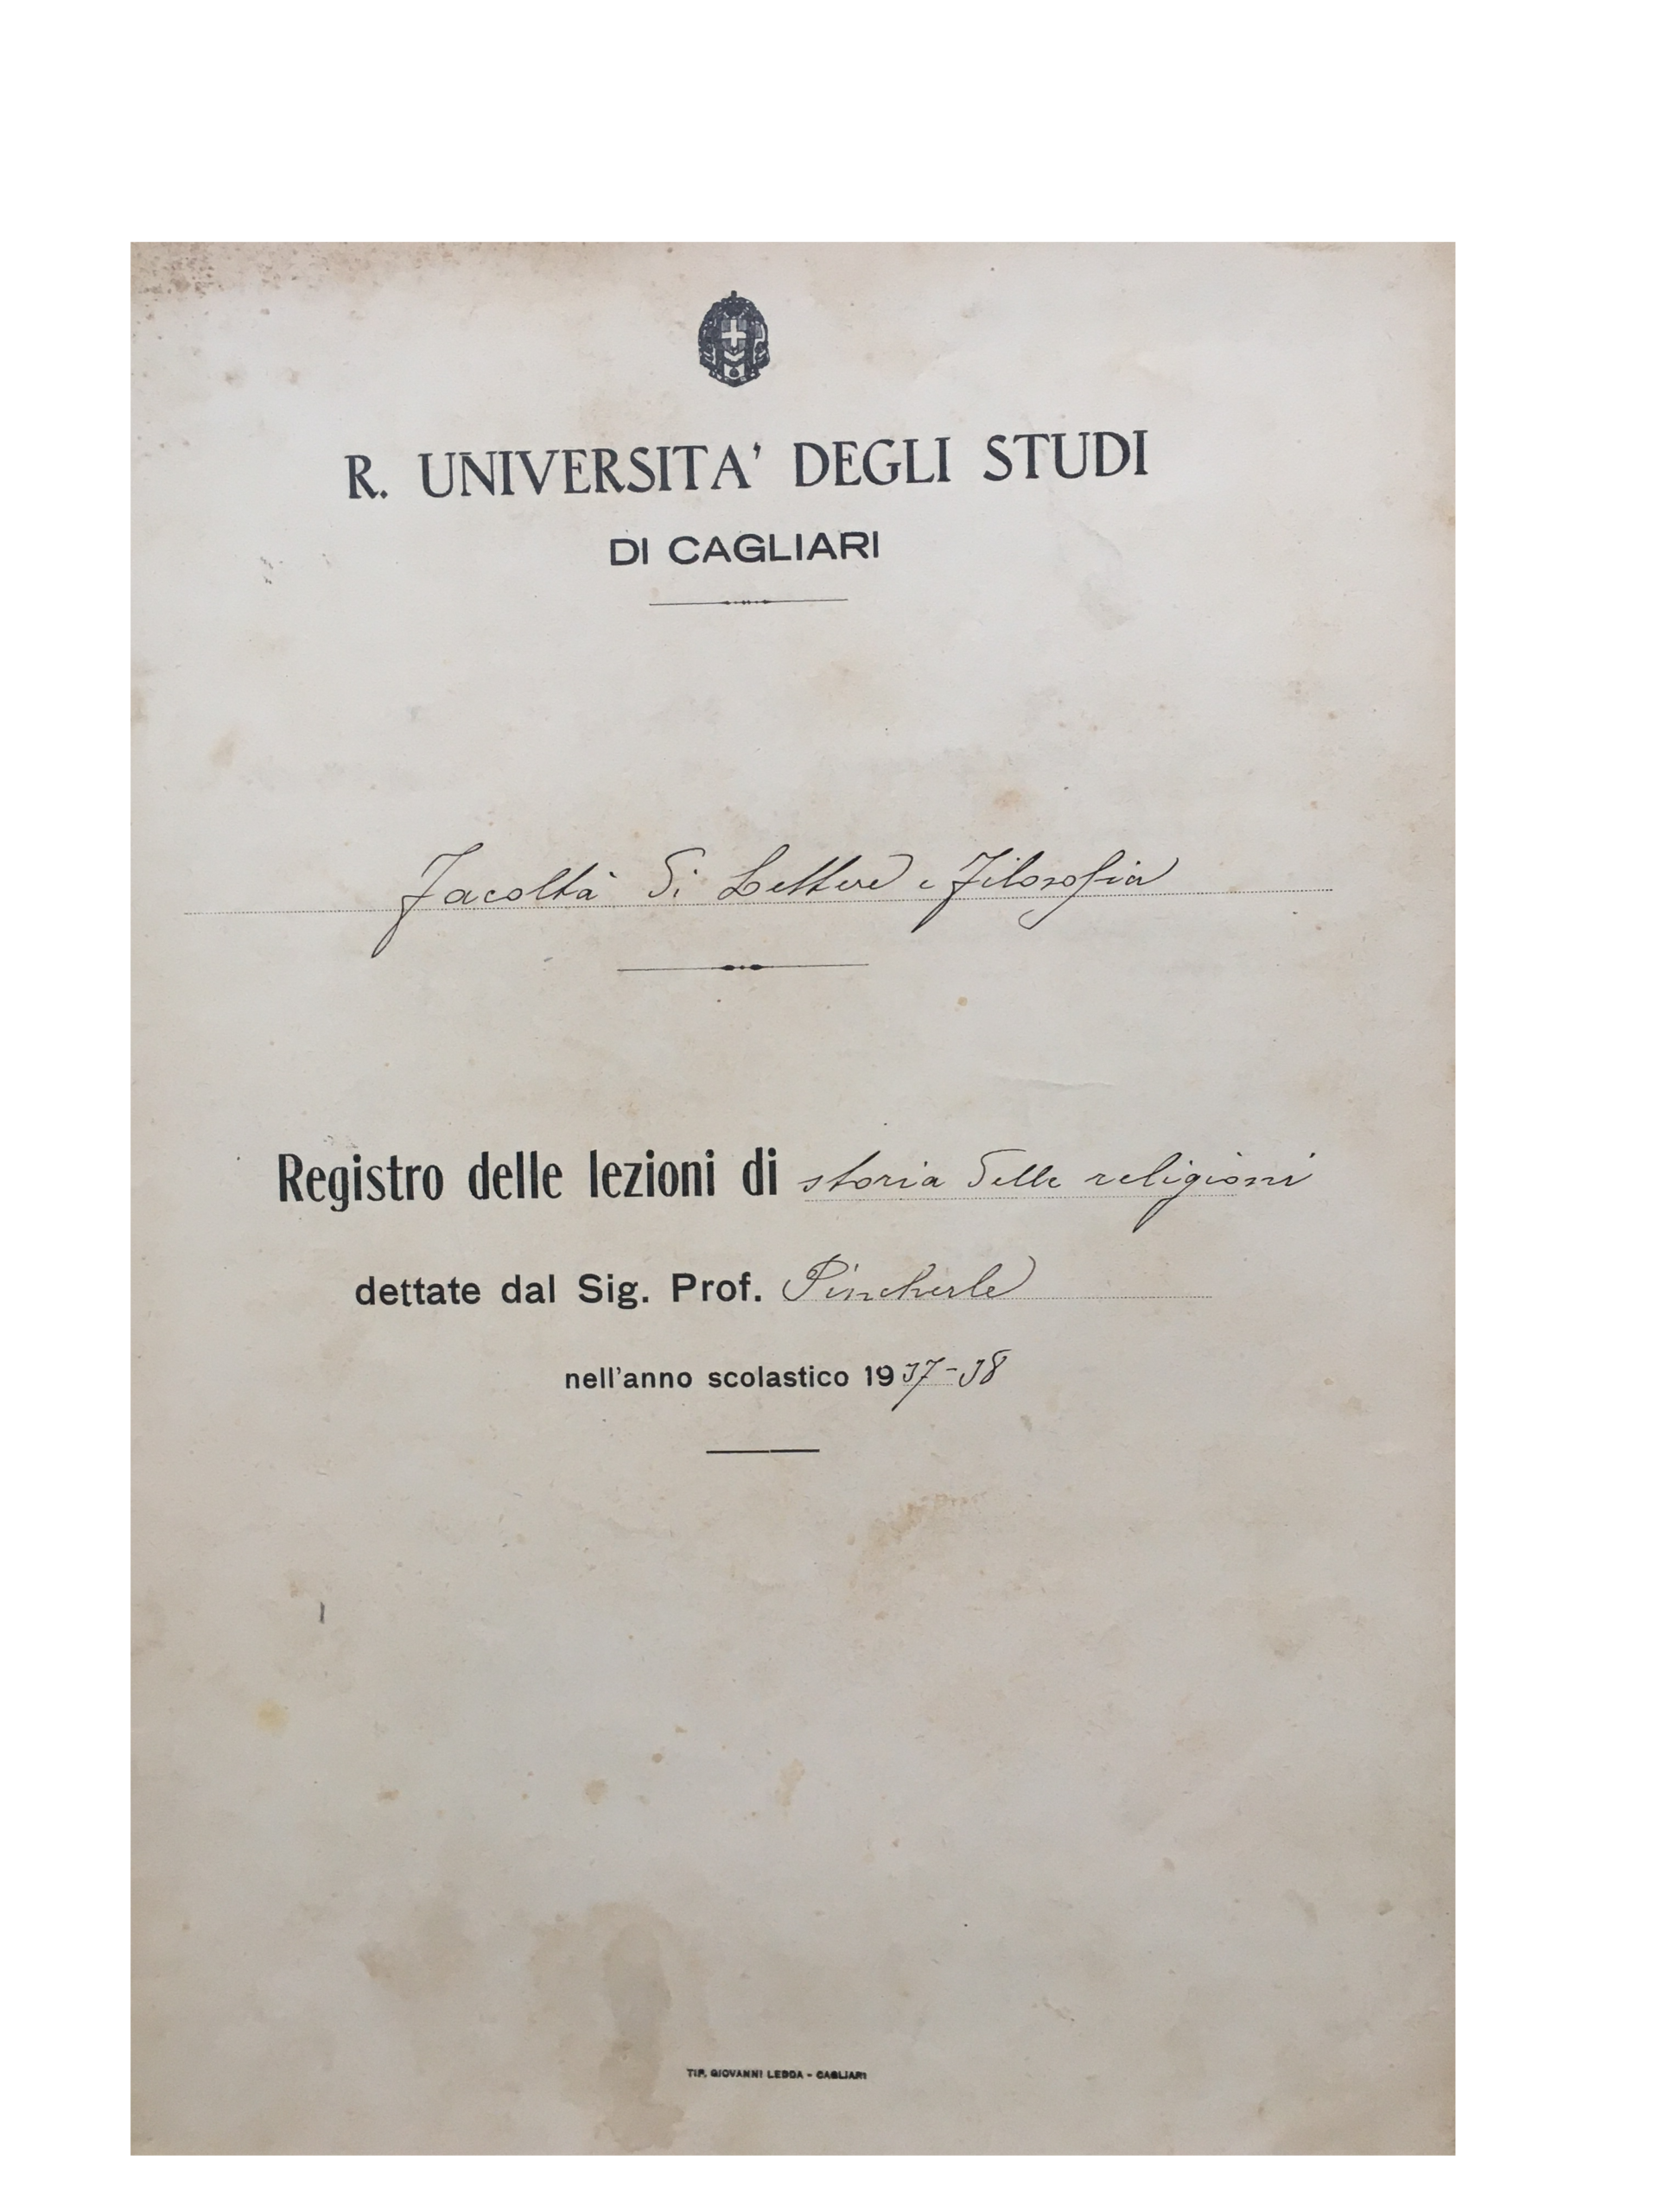 R. UNIVERSITA' DEGLI STUDI
DI CAGLIARI
Facoltà di Lettere e Filosofia
Registro delle lezioni di storia delle religioni
dettate dal Sig. Prof. Pincherle
nell'anno scolastico 1937-38
TIP. GIOVANNI LEDDA - CAGLIARI